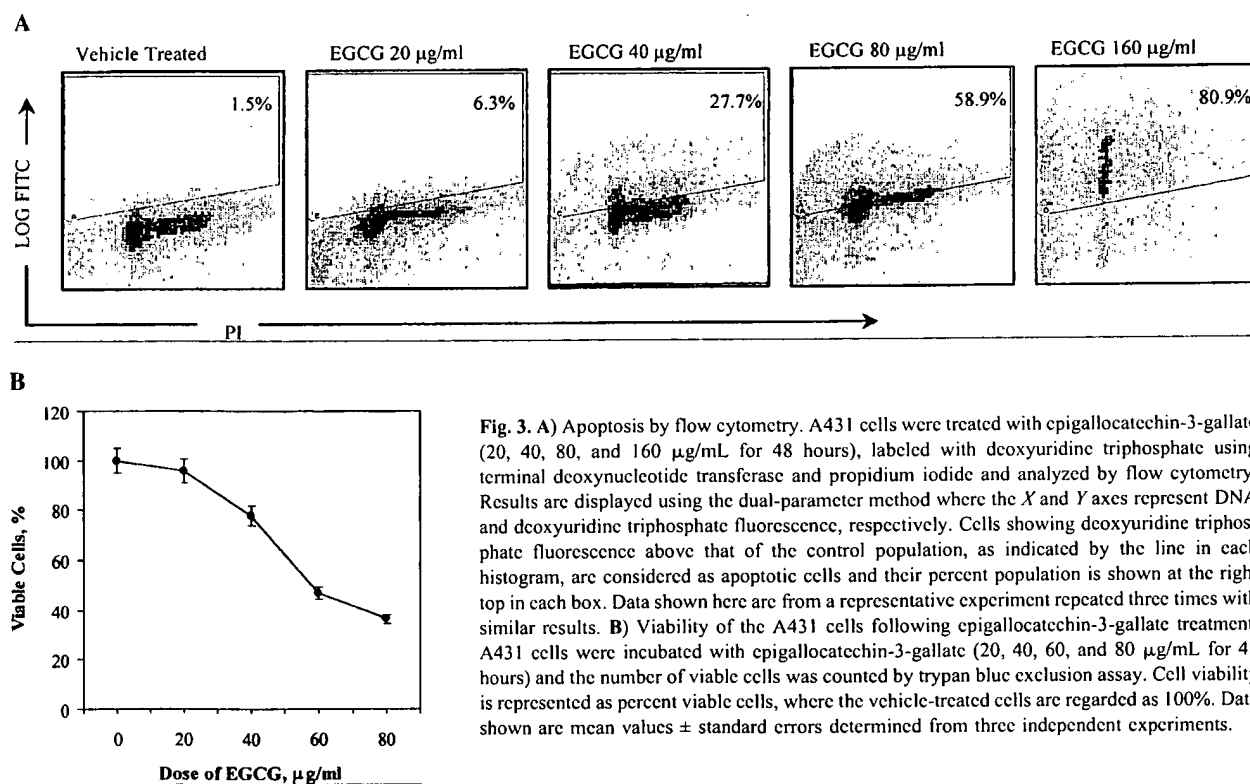 A
Vehicle Treated
EGCG 20 μg/ml
EGCG 40 μg/ml
EGCG 80 μg/ml
EGCG 160 μg/ml
1.5%
6.3%
27.7%
58.9%
80.9%
LOG FITC
PI
B
120
100
80
60
40
20
0
Viable Cells, %
0 20 40 60 80
Dose of EGCG, μg/ml
Fig. 3. A) Apoptosis by flow cytometry. A431 cells were treated with epigallocatechin-3-gallate
(20, 40, 80, and 160 μg/mL for 48 hours), labeled with deoxyuridine triphosphate using
terminal deoxynucleotide transferase and propidium iodide and analyzed by flow cytometry
Results are displayed using the dual-parameter method where the X and Y axes represent DNA
and deoxyuridine triphosphate fluorescence, respectively. Cells showing deoxyuridine triphos
phate fluorescence above that of the control population, as indicated by the line in each
histogram, are considered as apoptotic cells and their percent population is shown at the righ
top in each box. Data shown here are from a representative experiment repeated three times with
similar results. B) Viability of the A431 cells following epigallocatechin-3-gallate treatment
A431 cells were incubated with epigallocatechin-3-gallate (20, 40, 60, and 80 μg/mL for 4
hours) and the number of viable cells was counted by trypan blue exclusion assay. Cell viability
is represented as percent viable cells, where the vehicle-treated cells are regarded as 100%. Dat
shown are mean values ± standard errors determined from three independent experiments.